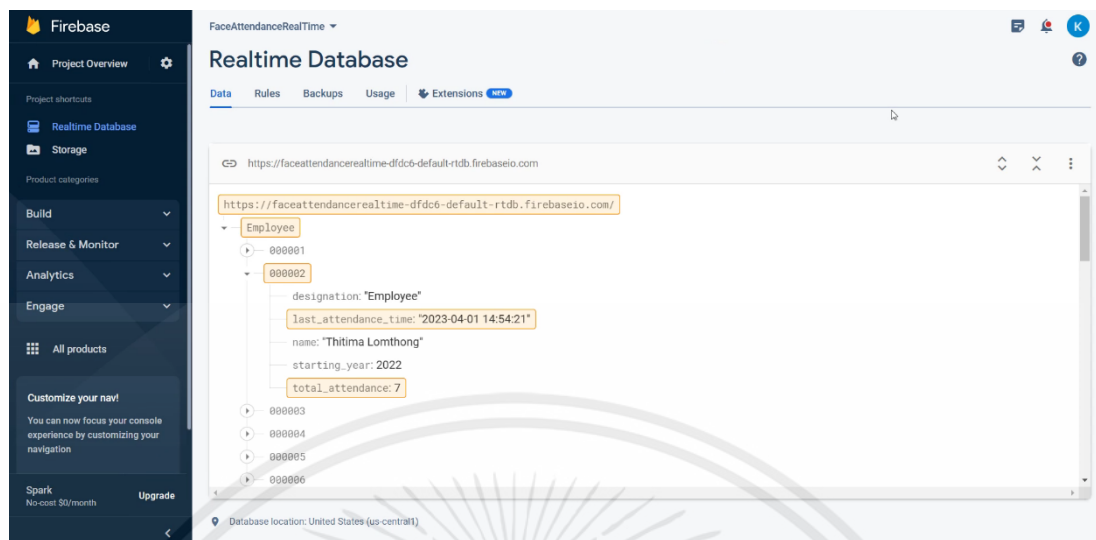 Firebase
Project Overview
Project shortcuts
Realtime Database
Storage
Product categories
Build
Release & Monitor
Analytics
Engage
All products
Customize your nav!
You can now focus your console
experience by customizing your
navigation
Spark
No-cost $0/month
Upgrade
FaceAttendanceRealTime
K
Realtime Database
Data Rules Backups Usage Extensions NEW
https://faceattendancerealtime-dfdc6-default-rtdb.firebaseio.com
https://faceattendancerealtime-dfdc6-default-rtdb.firebaseio.com/
Employee
000001
000002
designation: "Employee"
last_attendance_time: "2023-04-01 14:54:21"
name: "Thitima Lomthong"
starting_year: 2022
total_attendance: 7
000003
000004
000005
000006
Database location: United States (us-central1)